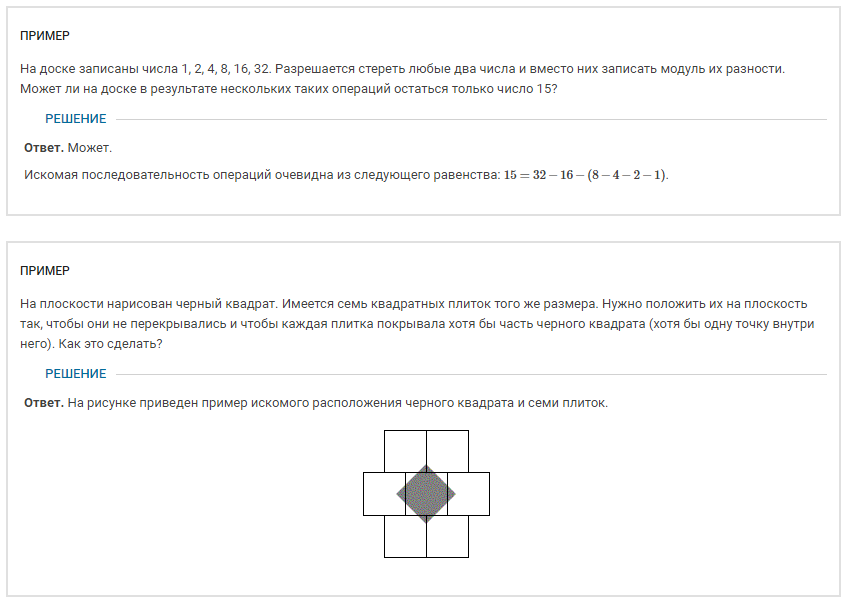 ПРИМЕР
На доске записаны числа 1, 2, 4, 8, 16, 32. Разрешается стереть любые два числа и вместо них записать модуль их разности.
Может ли на доске в результате нескольких таких операций остаться только число 15?
РЕШЕНИЕ
Ответ. Может.
Искомая последовательность операций очевидна из следующего равенства: 15 = 32 − 16 − (8 − 4 − 2 − 1).
ПРИМЕР
На плоскости нарисован черный квадрат. Имеется семь квадратных плиток того же размера. Нужно положить их на плоскость
так, чтобы они не перекрывались и чтобы каждая плитка покрывала хотя бы часть черного квадрата (хотя бы одну точку внутри
него). Как это сделать?
РЕШЕНИЕ
Ответ. На рисунке приведен пример искомого расположения черного квадрата и семи плиток.